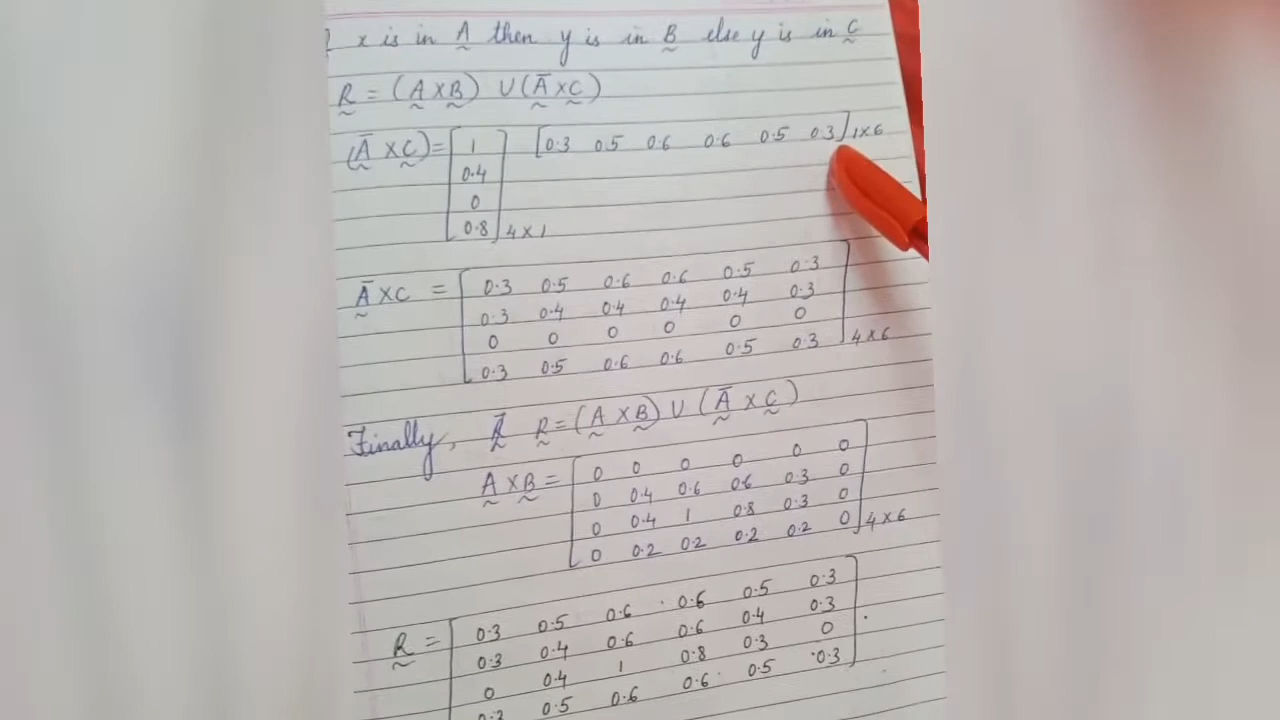 x is in A then y is in B else y is in C
R = (A × B) ∪ (Ā × C)
(Ā × C) = [ 1 [0.3 0.5 0.6 0.6 0.5 0.3] 1×6
0.4
0
0.8 ] 4×1
Ā × C = [ 0.3 0.5 0.6 0.6 0.5 0.3
0.3 0.4 0.4 0.4 0.4 0.3
0 0 0 0 0 0
0.3 0.5 0.6 0.6 0.5 0.3 ] 4×6
Finally, R = (A × B) ∪ (Ā × C)
A × B = [ 0 0 0 0 0 0
0 0.4 0.6 0.6 0.3 0
0 0.4 1 0.8 0.3 0
0 0.2 0.2 0.2 0.2 0 ] 4×6
R = [ 0.3 0.5 0.6 0.6 0.5 0.3
0.3 0.4 0.6 0.6 0.4 0.3
0 0.4 1 0.8 0.3 0
0.3 0.5 0.6 0.6 0.5 0.3 ]